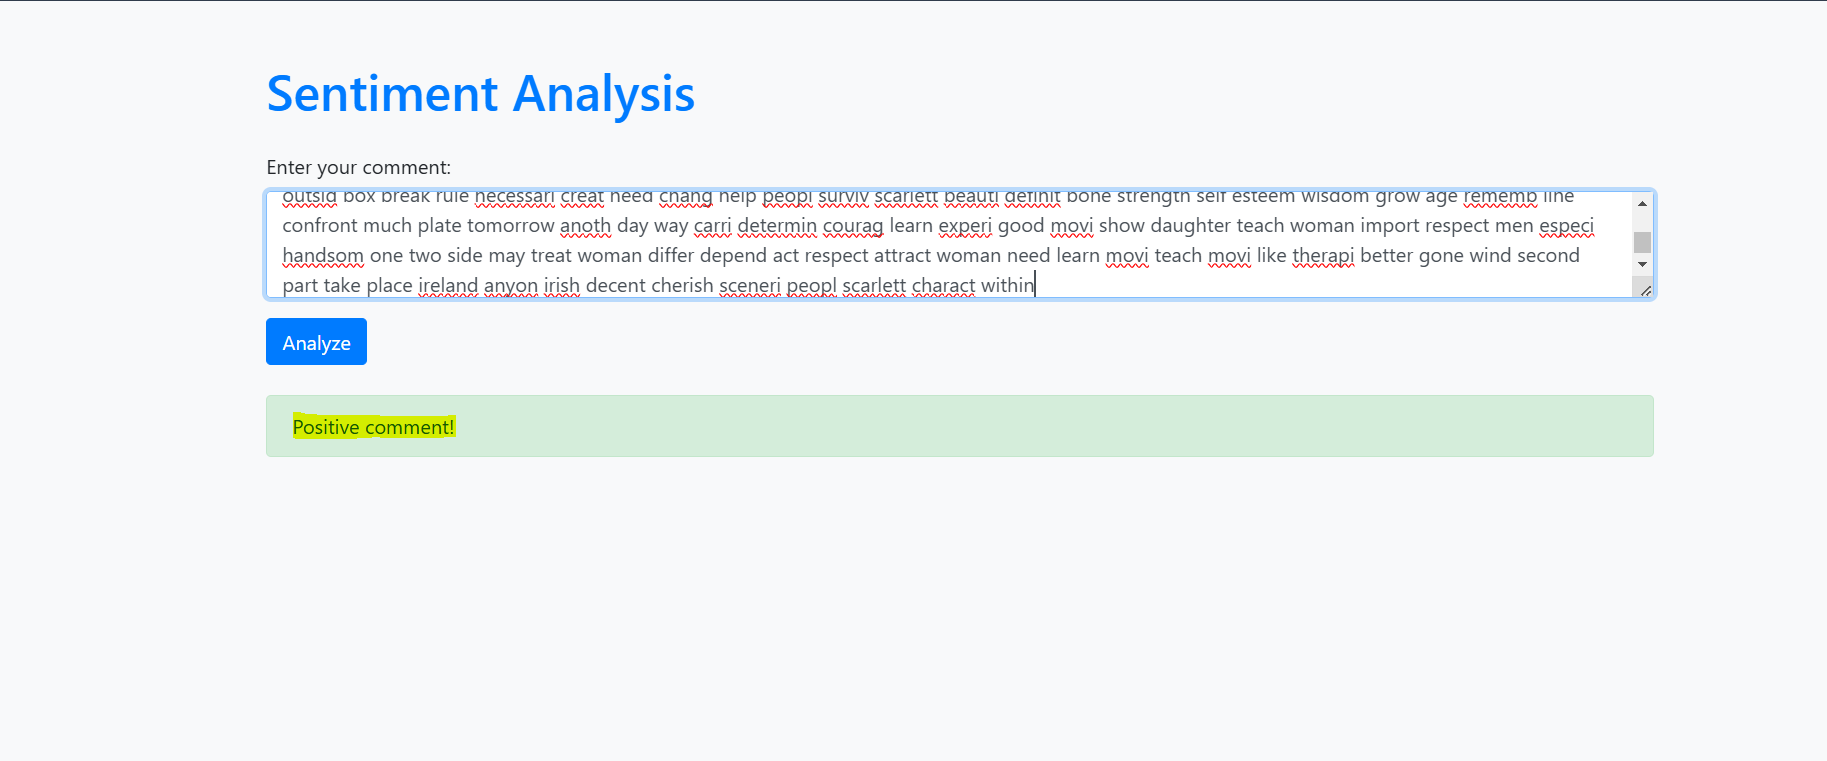 Sentiment Analysis
Enter your comment:
outsid box break rule necessari creat need chang help peopl surviv scarlett beauti definit bone strength self esteem wisdom grow age rememb line
confront much plate tomorrow anoth day way carri determin courag learn experi good movi show daughter teach woman import respect men especi
handsom one two side may treat woman differ depend act respect attract woman need learn movi teach movi like therapi better gone wind second
part take place ireland anyon irish decent cherish sceneri peopl scarlett charact within
Analyze
Positive comment!